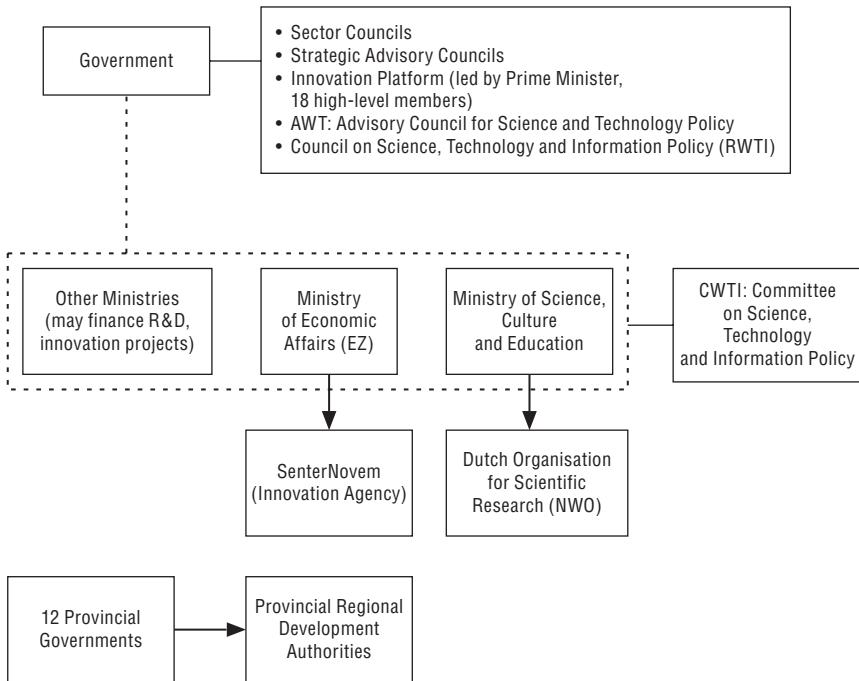 Government
• Sector Councils
• Strategic Advisory Councils
• Innovation Platform (led by Prime Minister,
18 high-level members)
• AWT: Advisory Council for Science and Technology Policy
• Council on Science, Technology and Information Policy (RWTI)
Other Ministries
(may finance R&D,
innovation projects)
Ministry
of Economic
Affairs (EZ)
Ministry of Science,
Culture
and Education
CWTI: Committee
on Science,
Technology
and Information Policy
SenterNovem
(Innovation Agency)
Dutch Organisation
for Scientific
Research (NWO)
12 Provincial
Governments
Provincial Regional
Development
Authorities